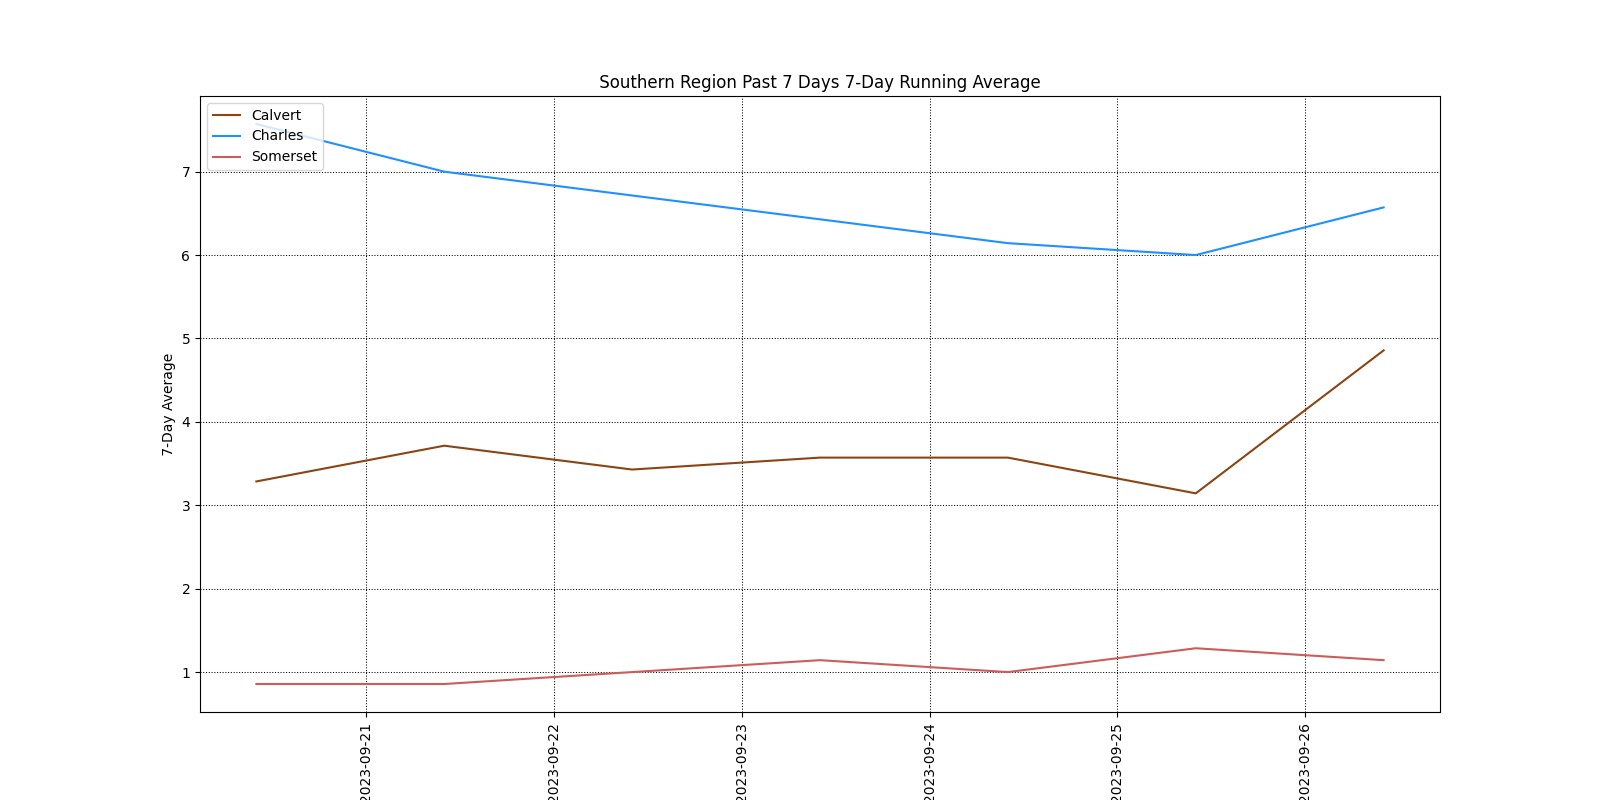 Southern Region Past 7 Days 7-Day Running Average
Calvert
Charles
Somerset
7
6
5
4
3
2
1
7-Day Average
2023-09-21
2023-09-22
2023-09-23
2023-09-24
2023-09-25
2023-09-26